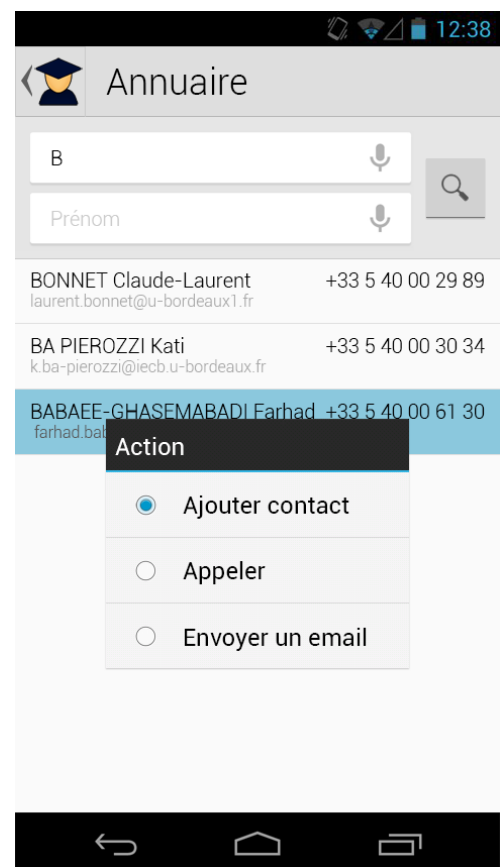 12:38
Annuaire
B
Prénom
BONNET Claude-Laurent +33 5 40 00 29 89
laurent.bonnet@u-bordeaux1.fr
BA PIEROZZI Kati +33 5 40 00 30 34
k.ba-pierozzi@iecb.u-bordeaux.fr
BABAEE-GHASEMABADI Farhad +33 5 40 00 61 30
farhad.bab
Action
Ajouter contact
Appeler
Envoyer un email